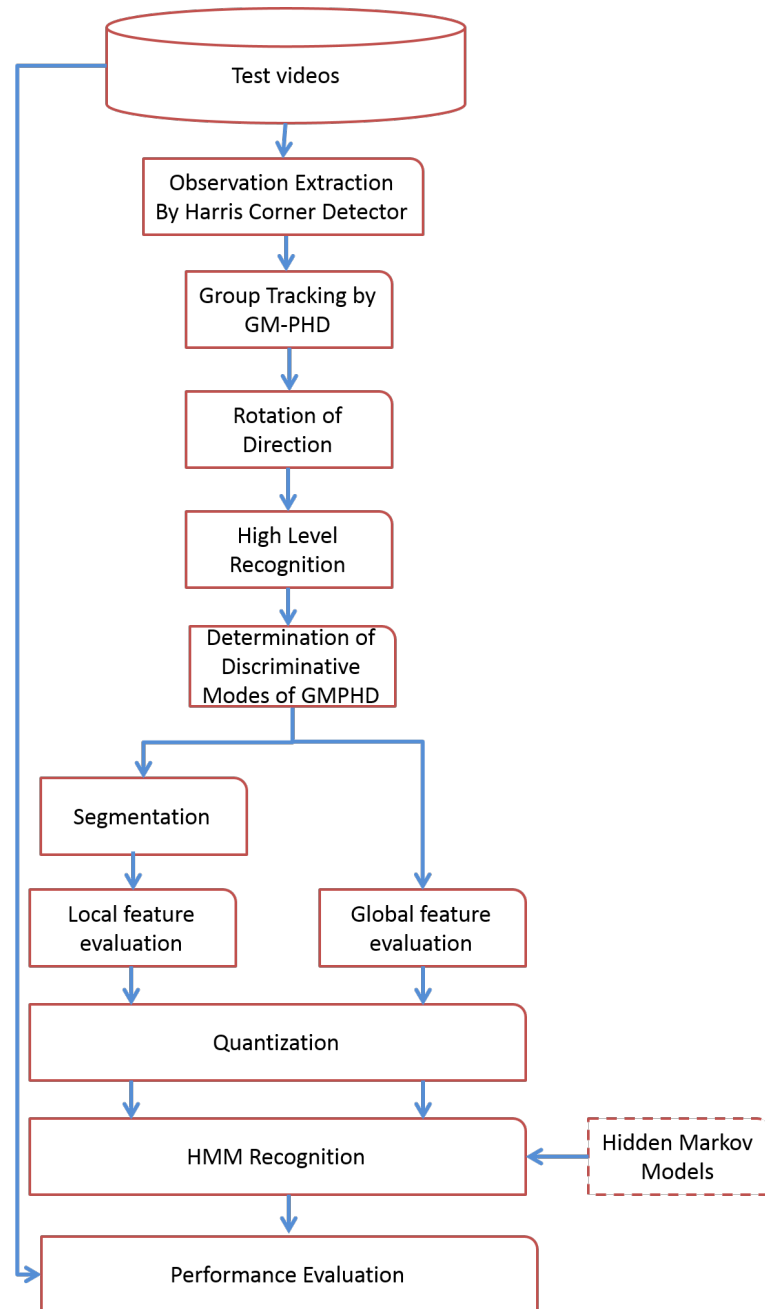 Test videos
Observation Extraction
By Harris Corner Detector
Group Tracking by
GM-PHD
Rotation of
Direction
High Level
Recognition
Determination of
Discriminative
Modes of GMPHD
Segmentation
Local feature
evaluation
Global feature
evaluation
Quantization
HMM Recognition
Hidden Markov
Models
Performance Evaluation